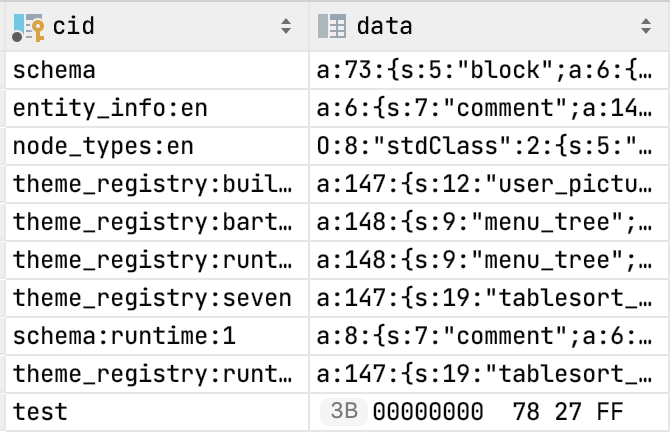 cid data
schema a:73:{s:5:"block";a:6:{…
entity_info:en a:6:{s:7:"comment";a:14…
node_types:en O:8:"stdClass":2:{s:5:"…
theme_registry:buil… a:147:{s:12:"user_pictu…
theme_registry:bart… a:148:{s:9:"menu_tree";…
theme_registry:runt… a:148:{s:9:"menu_tree";…
theme_registry:seven a:147:{s:19:"tablesort_…
schema:runtime:1 a:8:{s:7:"comment";a:6:…
theme_registry:runt… a:147:{s:19:"tablesort_…
test 3B 00000000 78 27 FF